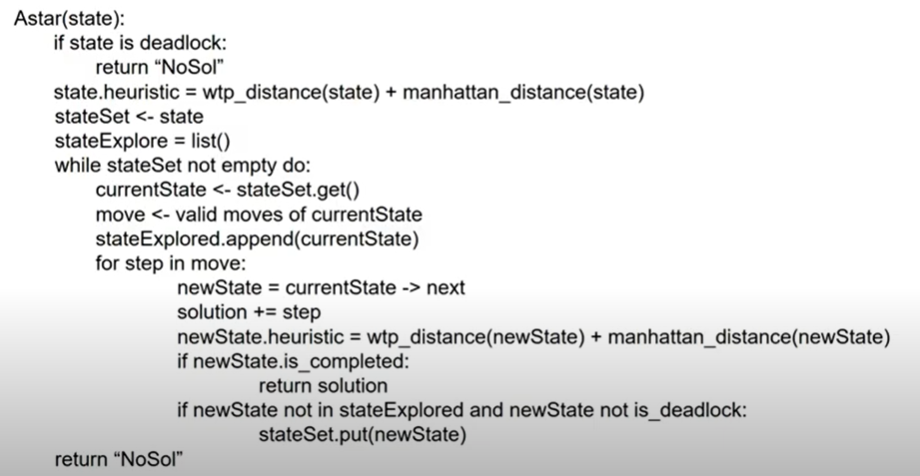 Astar(state):
if state is deadlock:
return “NoSol”
state.heuristic = wtp_distance(state) + manhattan_distance(state)
stateSet <- state
stateExplore = list()
while stateSet not empty do:
currentState <- stateSet.get()
move <- valid moves of currentState
stateExplored.append(currentState)
for step in move:
newState = currentState -> next
solution += step
newState.heuristic = wtp_distance(newState) + manhattan_distance(newState)
if newState.is_completed:
return solution
if newState not in stateExplored and newState not is_deadlock:
stateSet.put(newState)
return “NoSol”